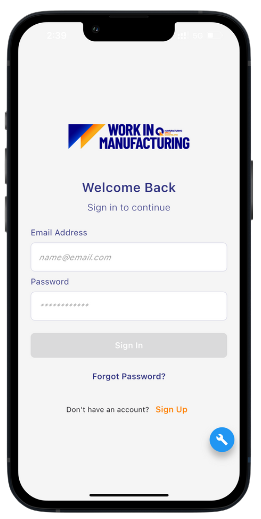 2:39
WORK IN
MANUFACTURING
Welcome Back
Sign in to continue
Email Address
name@email.com
Password
************
Sign In
Forgot Password?
Don't have an account? Sign Up